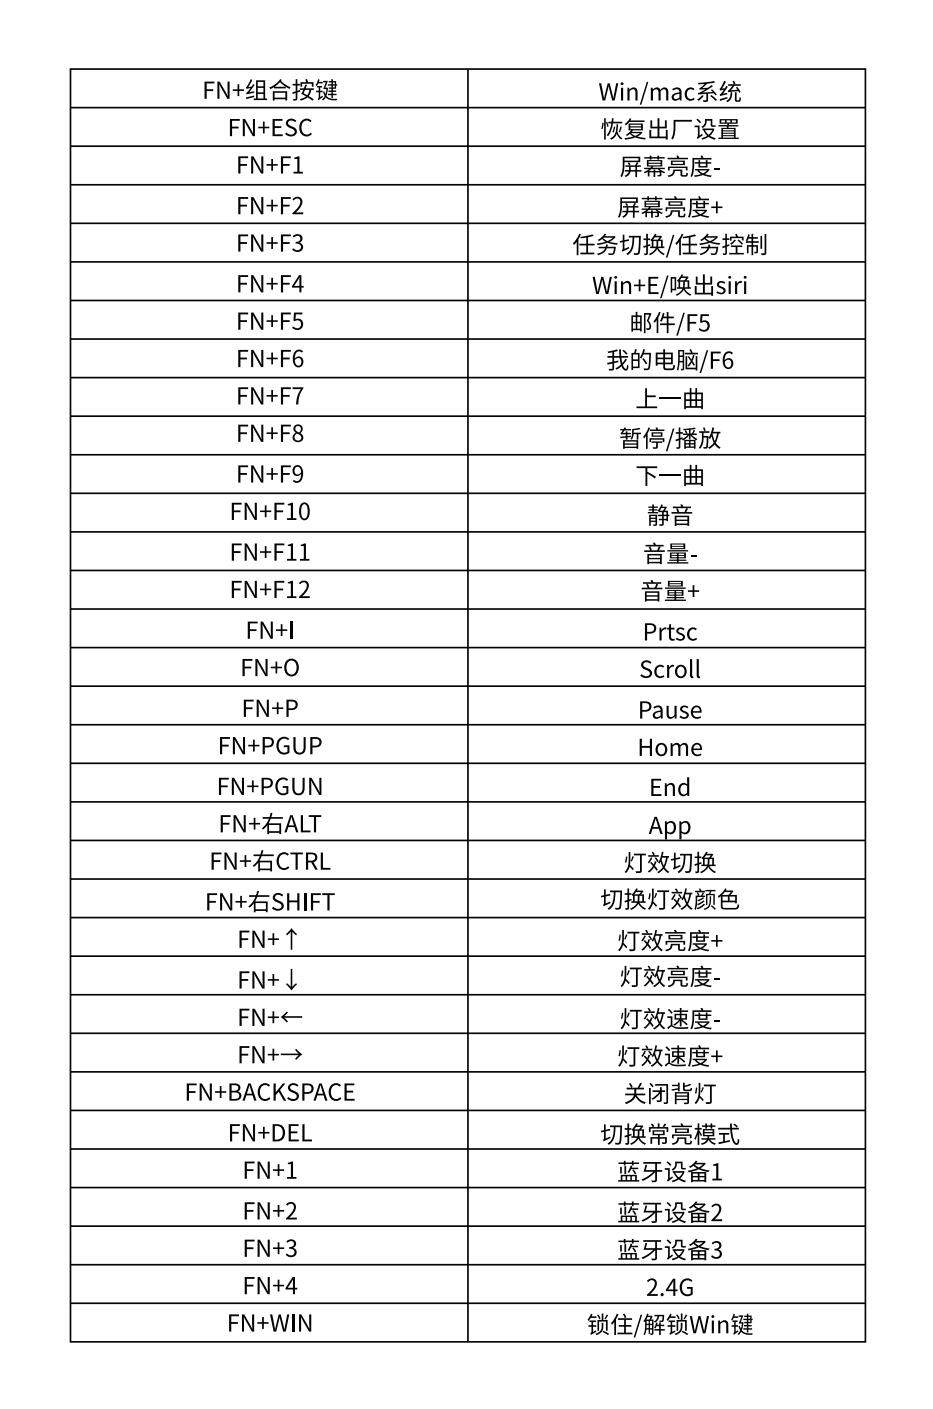 FN+组合按键 Win/mac系统
FN+ESC 恢复出厂设置
FN+F1 屏幕亮度-
FN+F2 屏幕亮度+
FN+F3 任务切换/任务控制
FN+F4 Win+E/唤出siri
FN+F5 邮件/F5
FN+F6 我的电脑/F6
FN+F7 上一曲
FN+F8 暂停/播放
FN+F9 下一曲
FN+F10 静音
FN+F11 音量-
FN+F12 音量+
FN+I Prtsc
FN+O Scroll
FN+P Pause
FN+PGUP Home
FN+PGUN End
FN+右ALT App
FN+右CTRL 灯效切换
FN+右SHIFT 切换灯效颜色
FN+↑ 灯效亮度+
FN+↓ 灯效亮度-
FN+← 灯效速度-
FN+→ 灯效速度+
FN+BACKSPACE 关闭背灯
FN+DEL 切换常亮模式
FN+1 蓝牙设备1
FN+2 蓝牙设备2
FN+3 蓝牙设备3
FN+4 2.4G
FN+WIN 锁住/解锁Win键